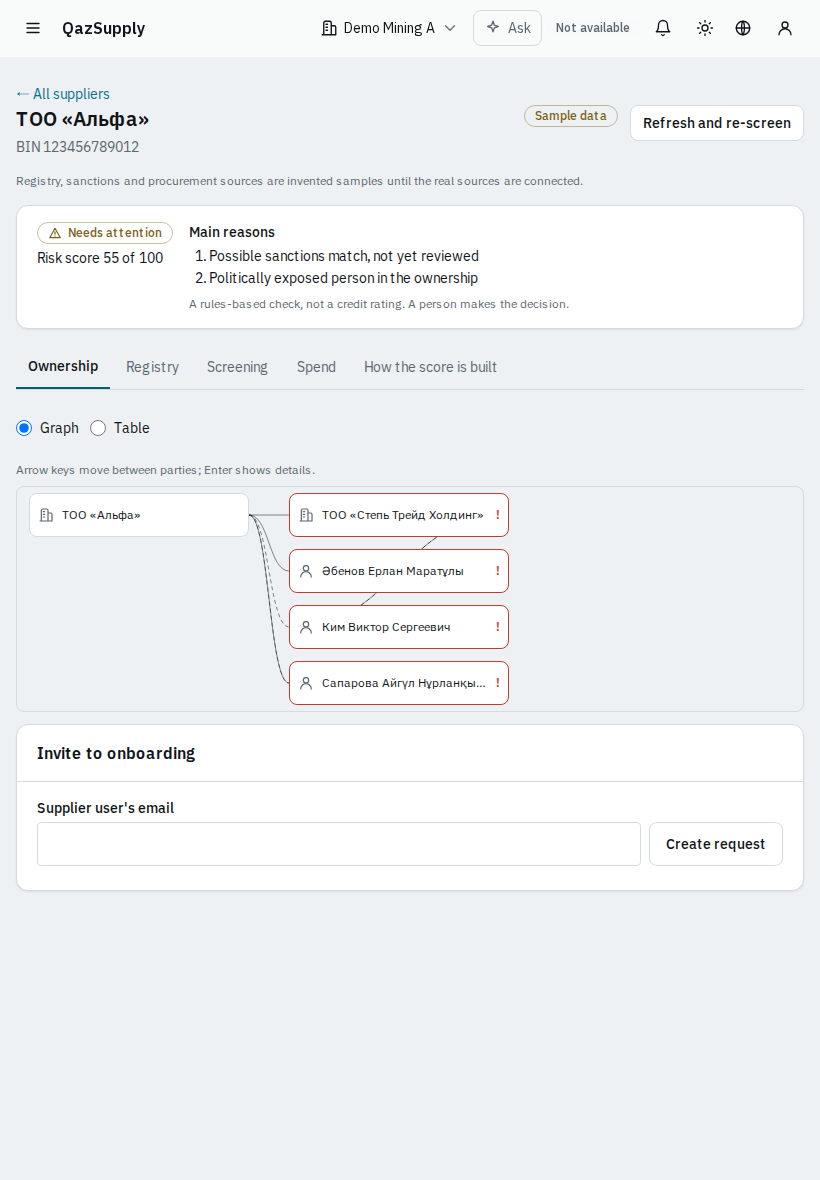 QazSupply
Demo Mining A
Ask
Not available
← All suppliers
ТОО «Альфа»
Sample data
Refresh and re-screen
BIN 123456789012
Registry, sanctions and procurement sources are invented samples until the real sources are connected.
Needs attention
Risk score 55 of 100
Main reasons
1. Possible sanctions match, not yet reviewed
2. Politically exposed person in the ownership
A rules-based check, not a credit rating. A person makes the decision.
Ownership
Registry
Screening
Spend
How the score is built
Graph
Table
Arrow keys move between parties; Enter shows details.
ТОО «Альфа»
ТОО «Степь Трейд Холдинг» !
Әбенов Ерлан Маратұлы !
Ким Виктор Сергеевич !
Сапарова Айгүл Нұрланқы... !
Invite to onboarding
Supplier user's email
Create request